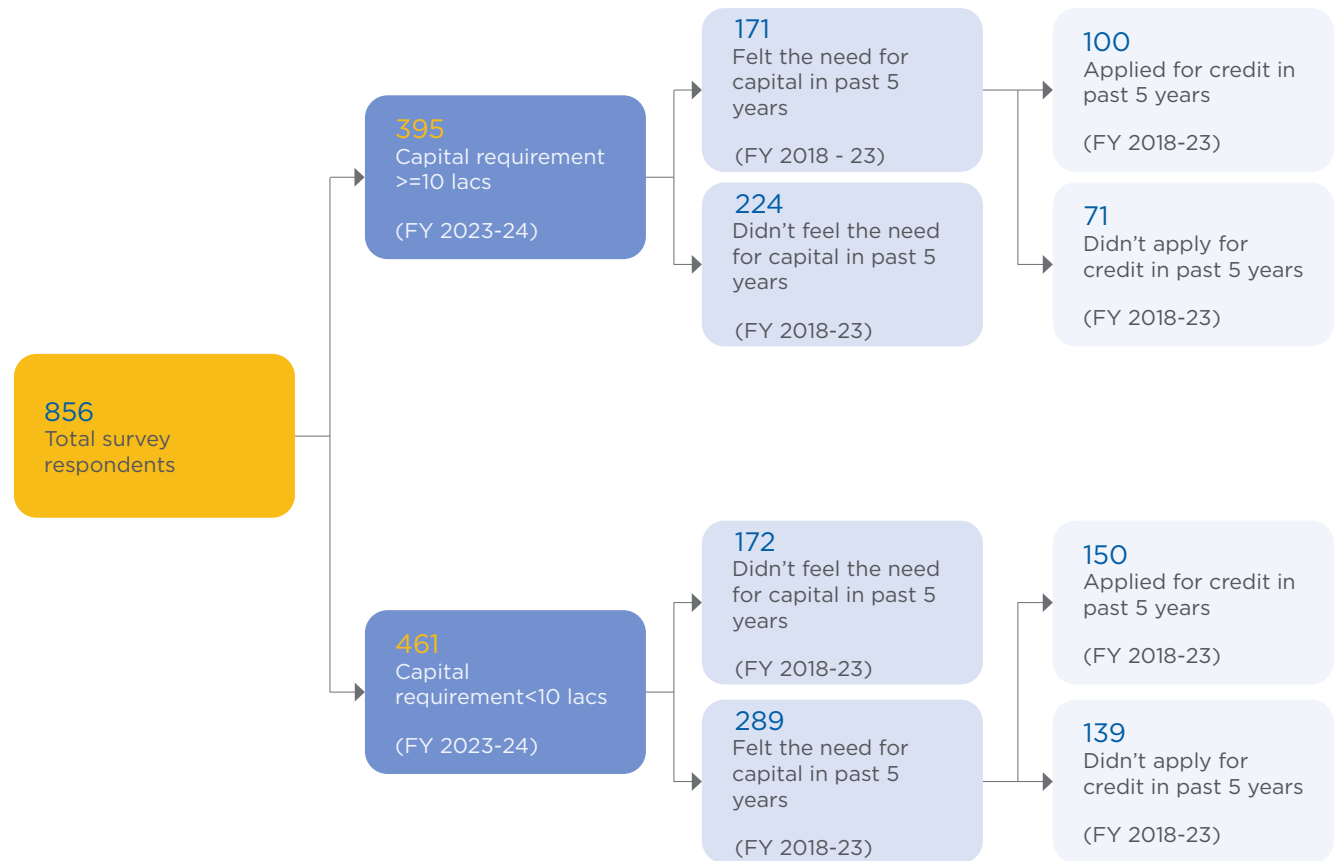 856
Total survey
respondents
395
Capital requirement
>=10 lacs
(FY 2023-24)
171
Felt the need for
capital in past 5
years
(FY 2018 - 23)
224
Didn’t feel the need
for capital in past 5
years
(FY 2018-23)
100
Applied for credit in
past 5 years
(FY 2018-23)
71
Didn’t apply for
credit in past 5 years
(FY 2018-23)
461
Capital
requirement<10 lacs
(FY 2023-24)
172
Didn’t feel the need
for capital in past 5
years
(FY 2018-23)
289
Felt the need for
capital in past 5
years
(FY 2018-23)
150
Applied for credit in
past 5 years
(FY 2018-23)
139
Didn’t apply for
credit in past 5 years
(FY 2018-23)